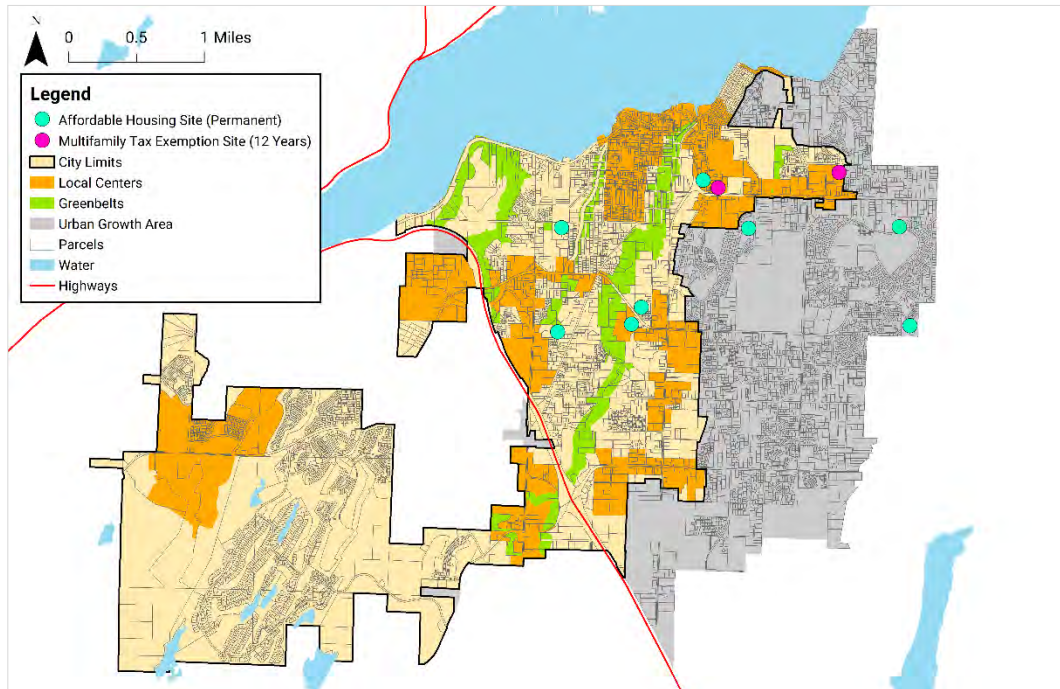 N
0 0.5 1 Miles
Legend
Affordable Housing Site (Permanent)
Multifamily Tax Exemption Site (12 Years)
City Limits
Local Centers
Greenbelts
Urban Growth Area
Parcels
Water
Highways